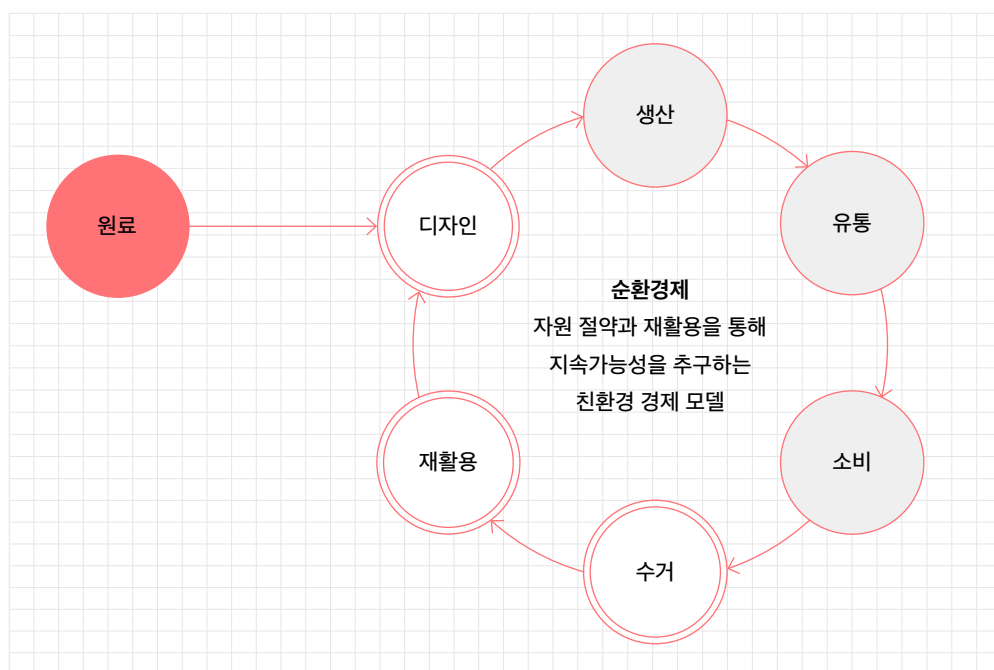 원료
디자인
생산
유통
소비
수거
재활용
순환경제
자원 절약과 재활용을 통해
지속가능성을 추구하는
친환경 경제 모델